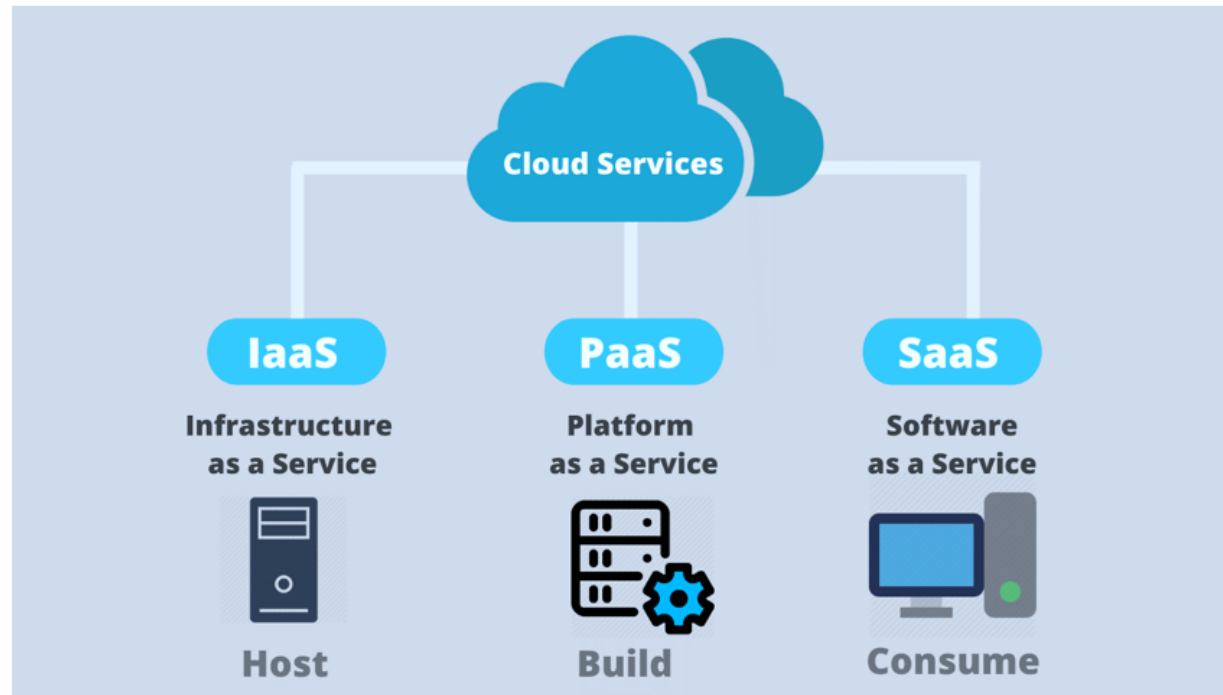 Cloud Services
IaaS
PaaS
SaaS
Infrastructure
as a Service
Platform
as a Service
Software
as a Service
Host
Build
Consume